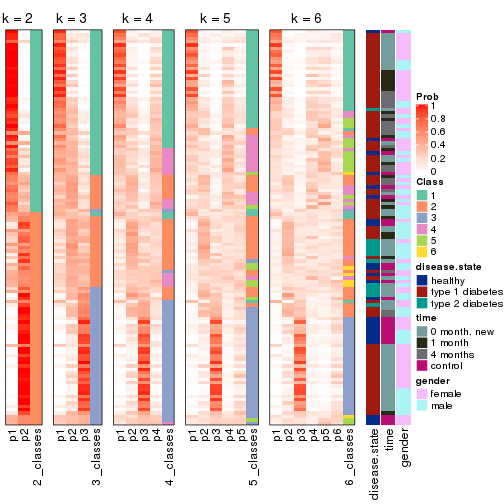 k = 2 k = 3 k = 4 k = 5 k = 6
p1 p2 2_classes
p1 p2 p3 3_classes
p1 p2 p3 p4 4_classes
p1 p2 p3 p4 p5 5_classes
p1 p2 p3 p4 p5 p6 6_classes
disease.state
time
gender
Prob
1
0.8
0.6
0.4
0.2
0
Class
1
2
3
4
5
6
disease.state
healthy
type 1 diabetes
type 2 diabetes
time
0 month. new
1 month
4 months
control
gender
female
male